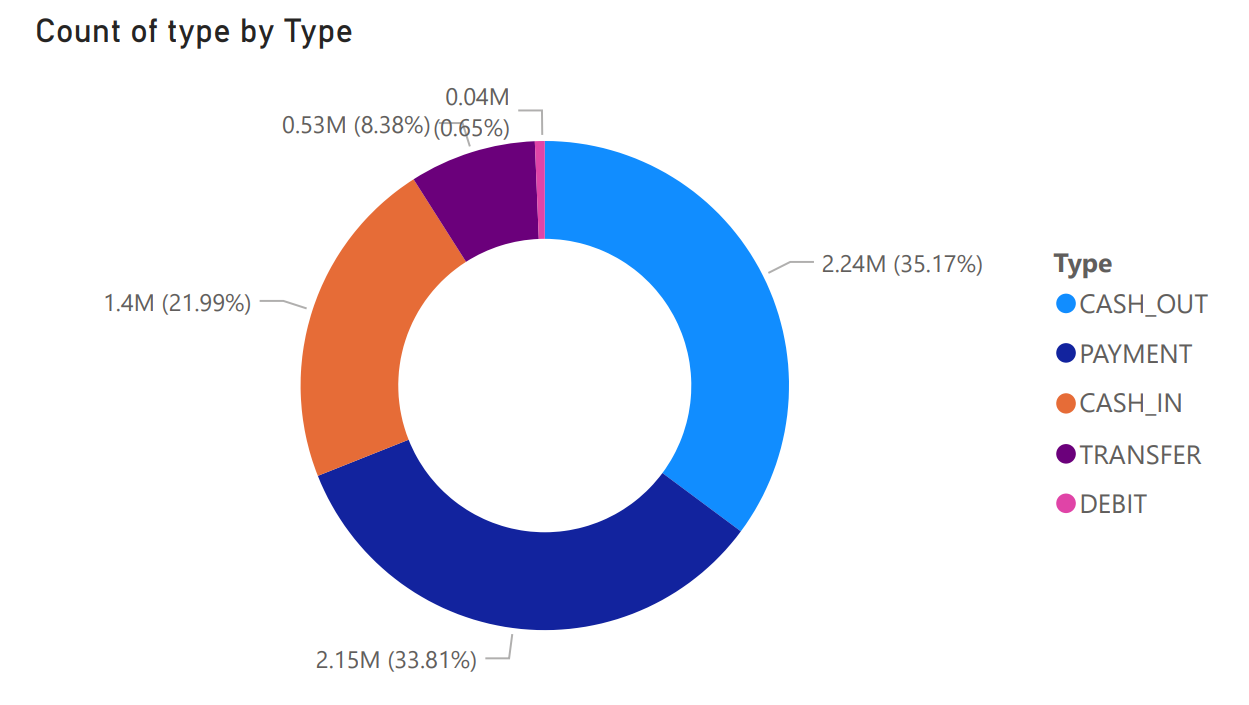 Count of type by Type
0.04M
(0.65%)
0.53M (8.38%)
2.24M (35.17%)
1.4M (21.99%)
2.15M (33.81%)
Type
CASH_OUT
PAYMENT
CASH_IN
TRANSFER
DEBIT